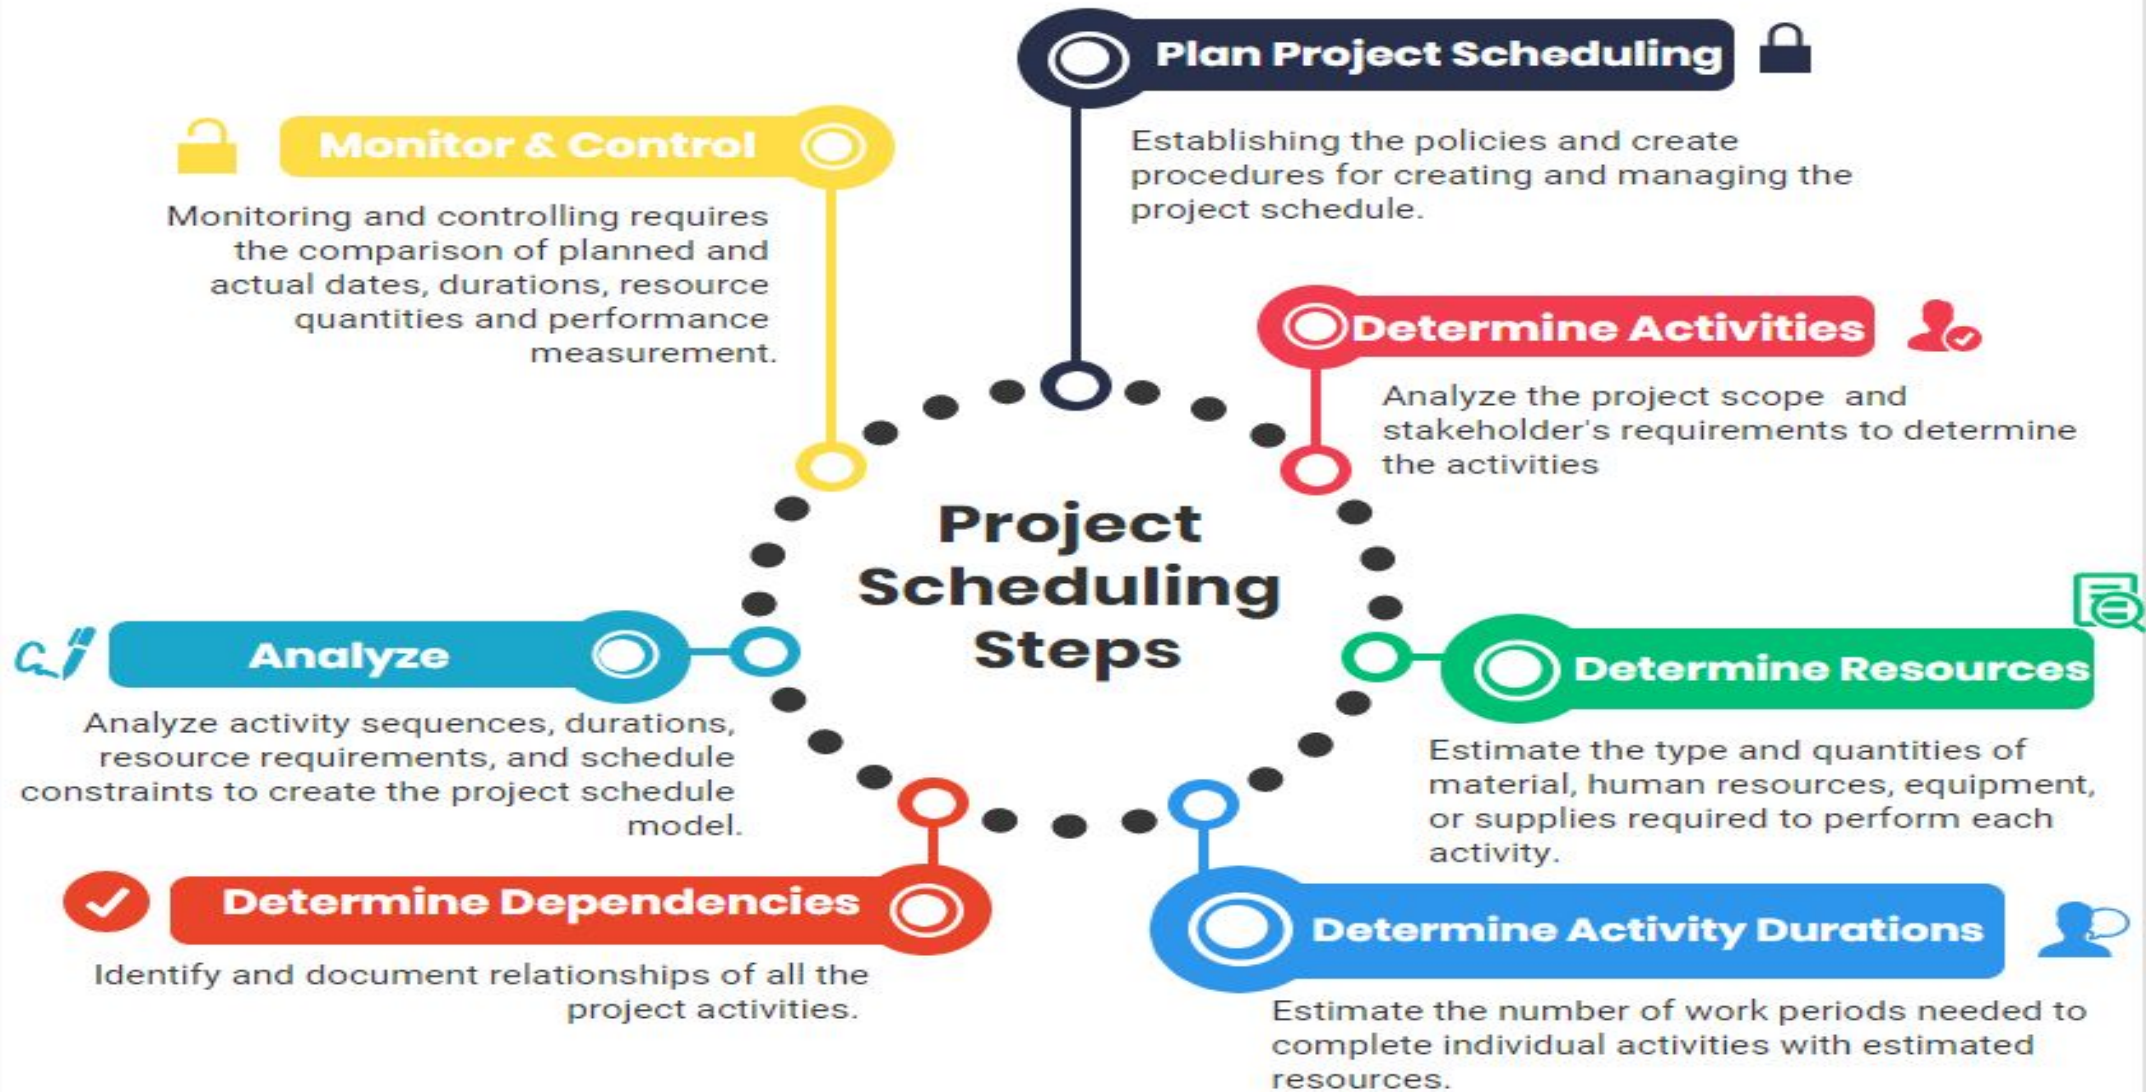 Plan Project Scheduling
Establishing the policies and create
procedures for creating and managing the
project schedule.
Determine Activities
Analyze the project scope and
stakeholder's requirements to determine
the activities
Determine Resources
Estimate the type and quantities of
material, human resources, equipment,
or supplies required to perform each
activity.
Determine Activity Durations
Estimate the number of work periods needed to
complete individual activities with estimated
resources.
Determine Dependencies
Identify and document relationships of all the
project activities.
Analyze
Analyze activity sequences, durations,
resource requirements, and schedule
constraints to create the project schedule
model.
Monitor & Control
Monitoring and controlling requires
the comparison of planned and
actual dates, durations, resource
quantities and performance
measurement.
Project
Scheduling
Steps